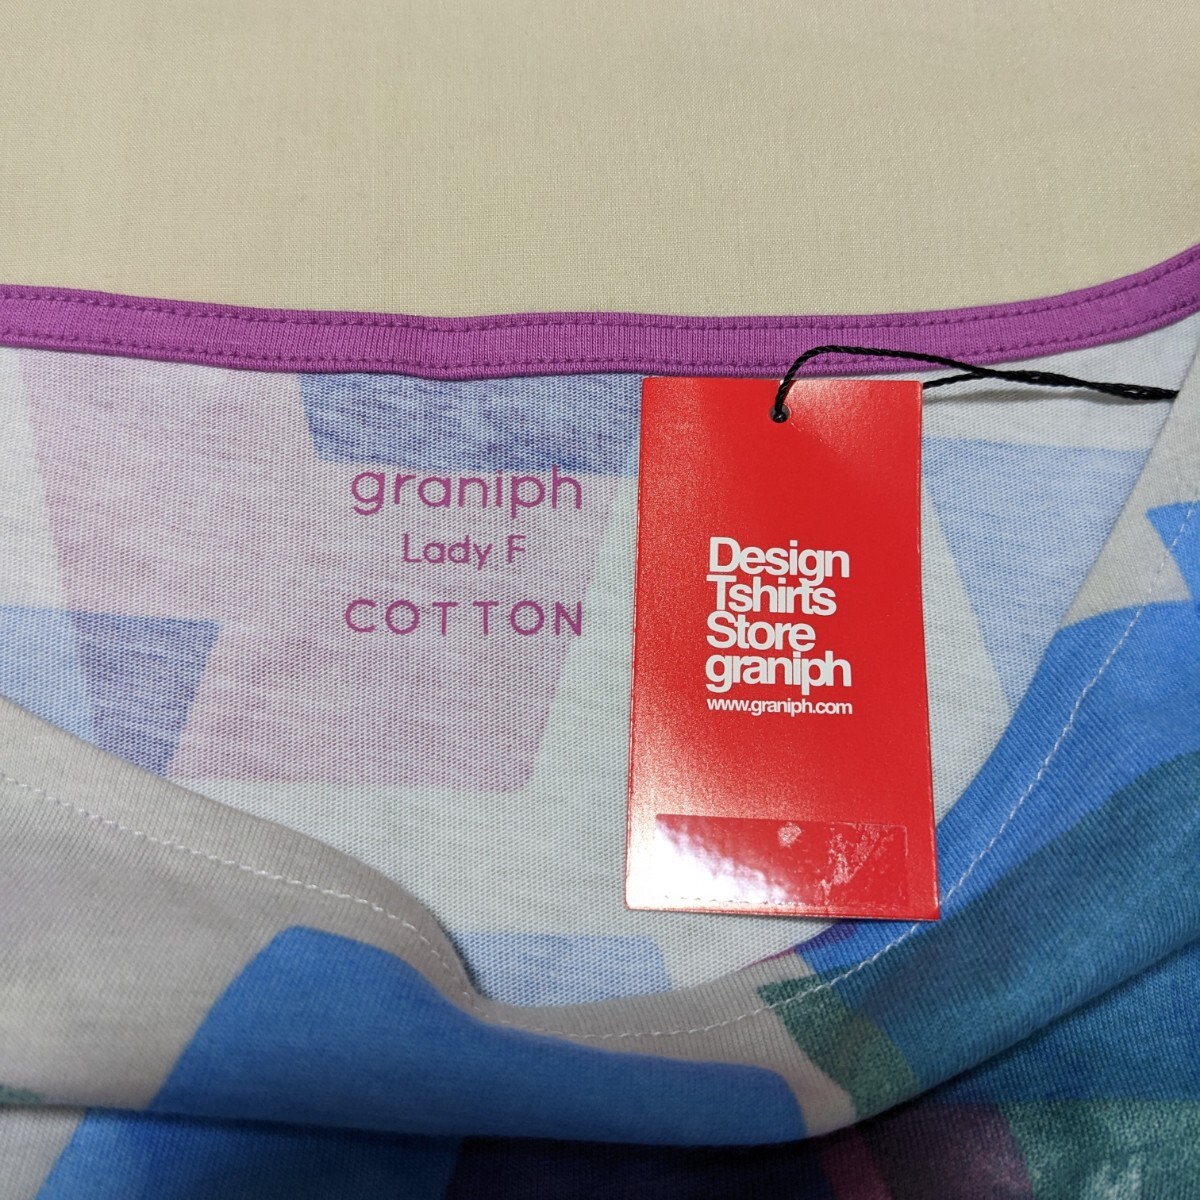 graniph
Lady F
COTTON
Design
Tshirts
Store
graniph
www.graniph.com